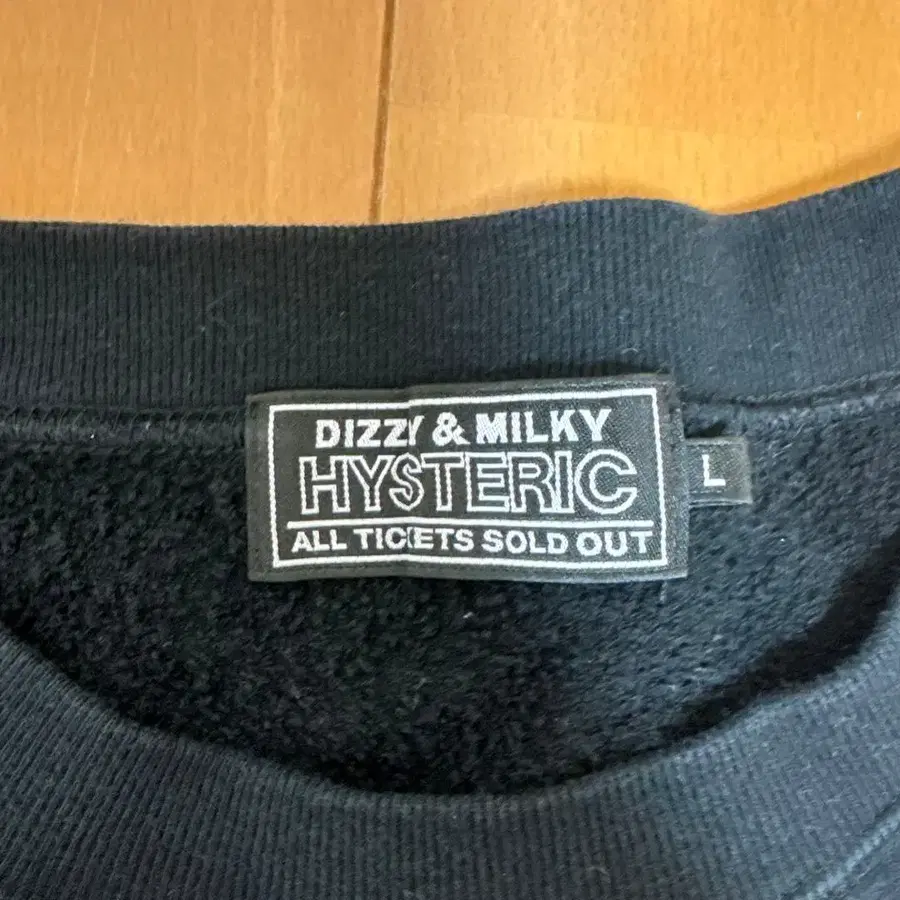 DIZZY & MILKY
HYSTERIC
ALL TICKETS SOLD OUT
L